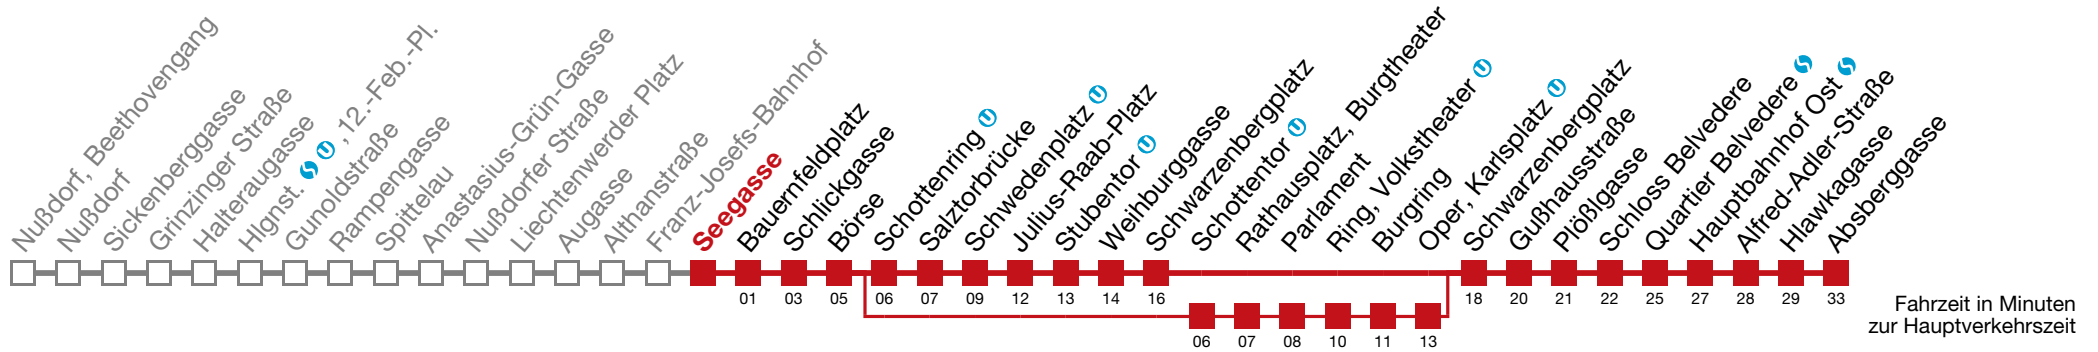 Nußdorf, Beethovengang
Nußdorf
Sickenberggasse
Grinzinger Straße
Halteraugasse
Hlgnst. S U , 12.-Feb.-Pl.
Gunoldstraße
Rampengasse
Spittelau
Anastasius-Grün-Gasse
Nußdorfer Straße
Liechtenwerder Platz
Augasse
Althanstraße
Franz-Josefs-Bahnhof
Seegasse
Bauernfeldplatz
Schlickgasse
Börse
Schottenring U
Salztorbrücke
Schwedenplatz U
Julius-Raab-Platz
Stubentor U
Weihburggasse
Schwarzenbergplatz
Schottentor U
Rathausplatz, Burgtheater
Parlament
Ring, Volkstheater U
Burgring
Oper, Karlsplatz U
Schwarzenbergplatz
Gußhausstraße
Plößlgasse
Schloss Belvedere
Quartier Belvedere S
Hauptbahnhof Ost S
Alfred-Adler-Straße
Hlawkagasse
Absberggasse
01 03 05 06 07 09 12 13 14 16 18 20 21 22 25 27 28 29 33
06 07 08 10 11 13
Fahrzeit in Minuten
zur Hauptverkehrszeit